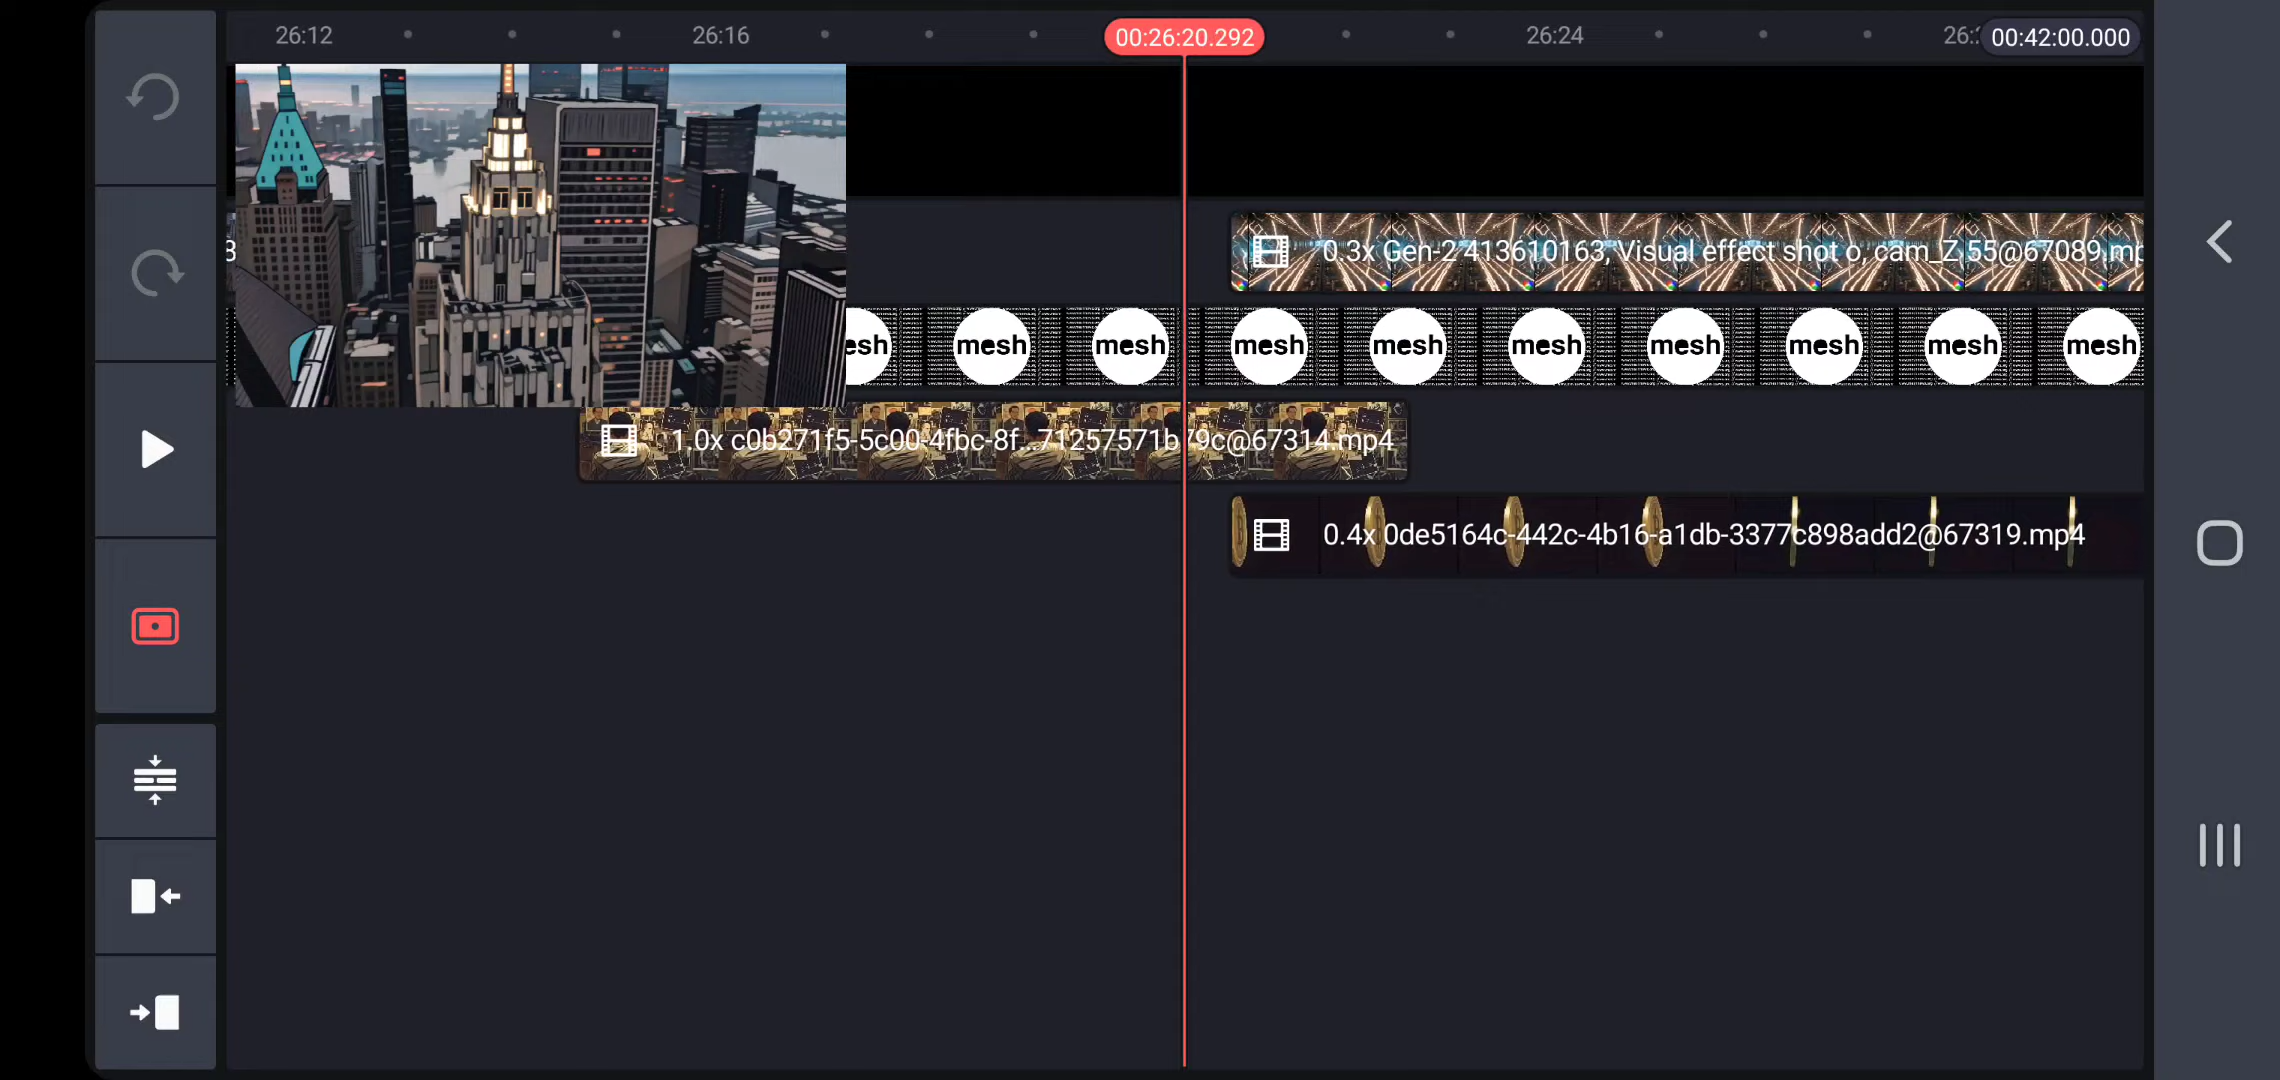 26:12 26:16 00:26:20.292 26:24 26: 00:42:00.000
3 0.3x Gen-2 413610163, Visual effect shot o, cam_Z 55@67089.mp
esh mesh mesh mesh mesh mesh mesh mesh mesh mesh
1.0x c0b271f5-5c00-4fbc-8f...71257571b79c@67314.mp4
0.4x 0de5164c-442c-4b16-a1db-3377c898add2@67319.mp4